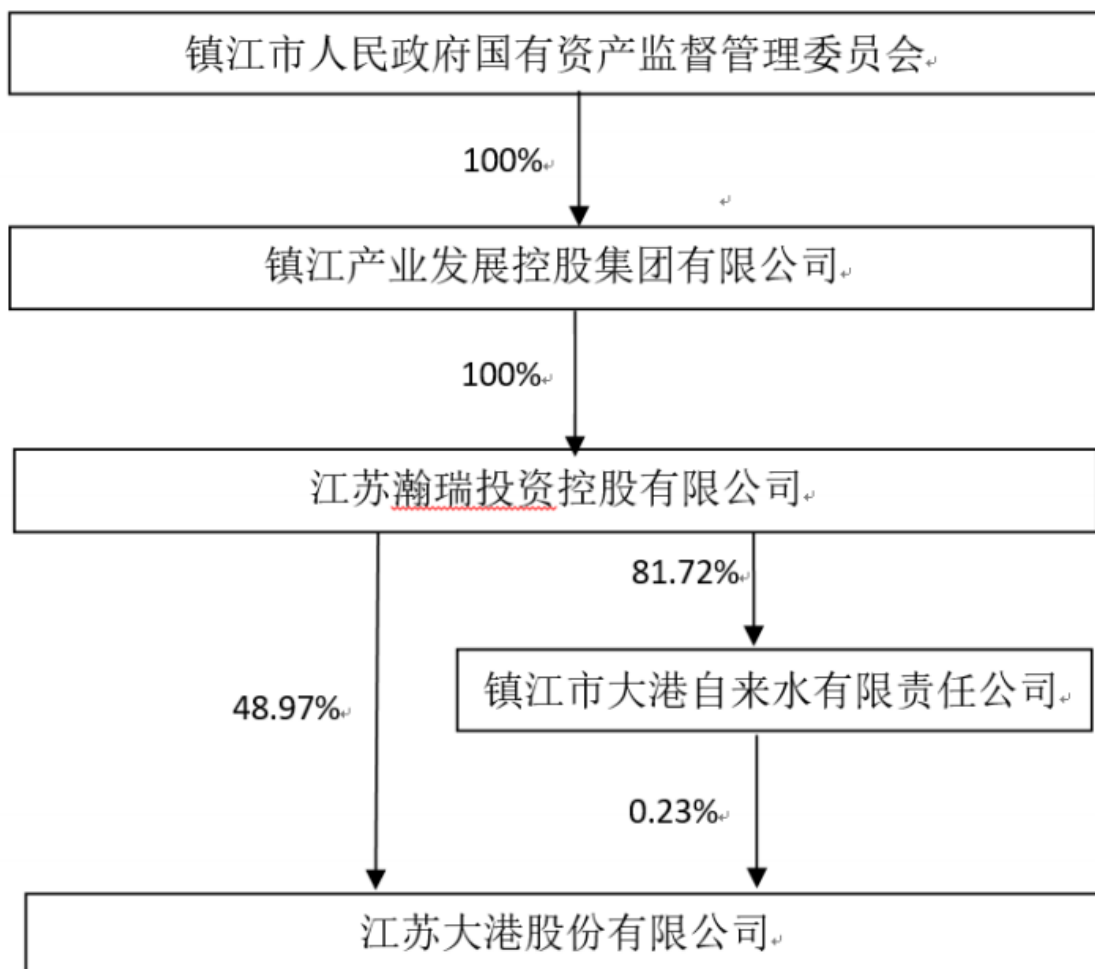 镇江市人民政府国有资产监督管理委员会
100%
镇江产业发展控股集团有限公司
100%
江苏瀚瑞投资控股有限公司
81.72%
镇江市大港自来水有限责任公司
48.97%
0.23%
江苏大港股份有限公司